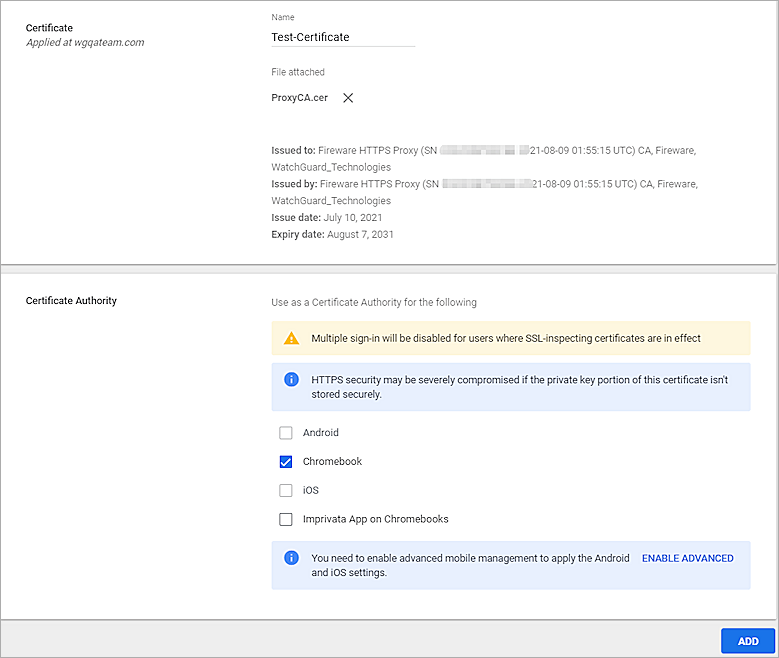 Certificate
Applied at wgqateam.com
Name
Test-Certificate
File attached
ProxyCA.cer
Issued to: Fireware HTTPS Proxy (SN 21-08-09 01:55:15 UTC) CA, Fireware,
WatchGuard_Technologies
Issued by: Fireware HTTPS Proxy (SN 21-08-09 01:55:15 UTC) CA, Fireware,
WatchGuard_Technologies
Issue date: July 10, 2021
Expiry date: August 7, 2031
Certificate Authority
Use as a Certificate Authority for the following
Multiple sign-in will be disabled for users where SSL-inspecting certificates are in effect
HTTPS security may be severely compromised if the private key portion of this certificate isn't
stored securely.
Android
Chromebook
iOS
Imprivata App on Chromebooks
You need to enable advanced mobile management to apply the Android
and iOS settings.
ENABLE ADVANCED
ADD